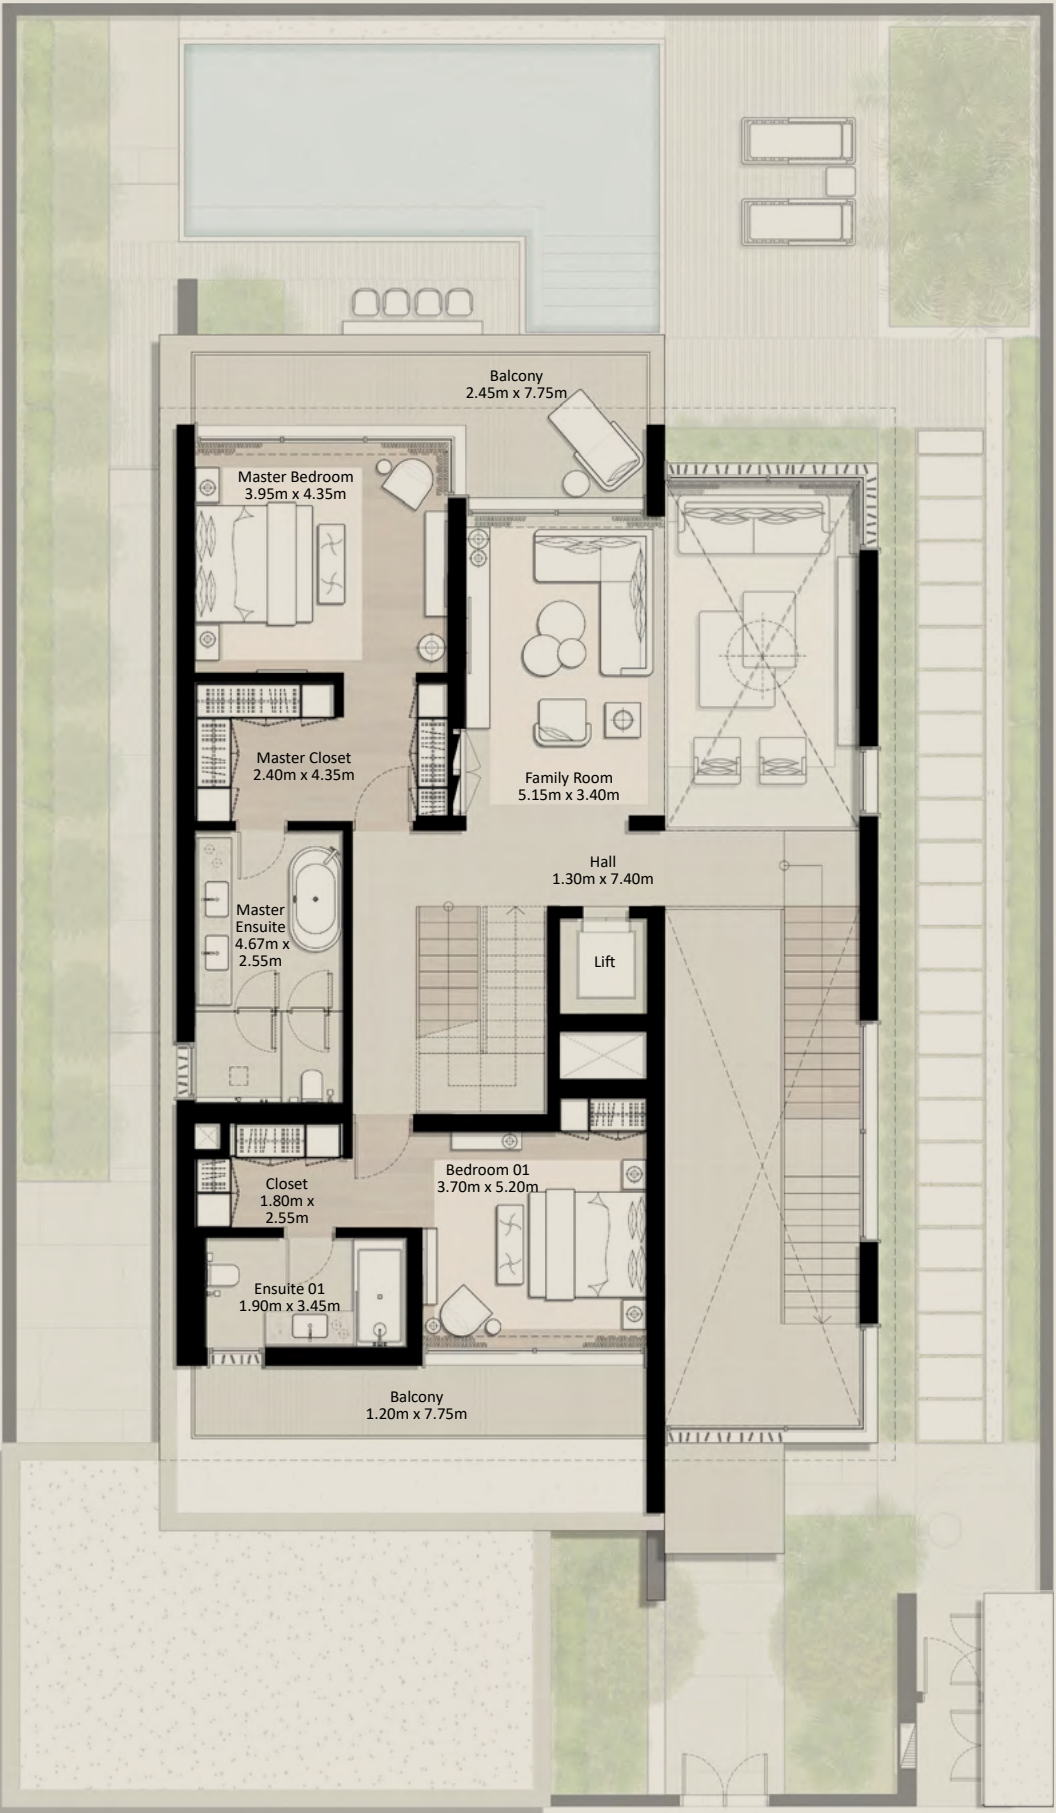 Balcony
2.45m x 7.75m
Master Bedroom
3.95m x 4.35m
Master Closet
2.40m x 4.35m
Family Room
5.15m x 3.40m
Hall
1.30m x 7.40m
Master
Ensuite
4.67m x
2.55m
Lift
Bedroom 01
3.70m x 5.20m
Closet
1.80m x
2.55m
Ensuite 01
1.90m x 3.45m
Balcony
1.20m x 7.75m